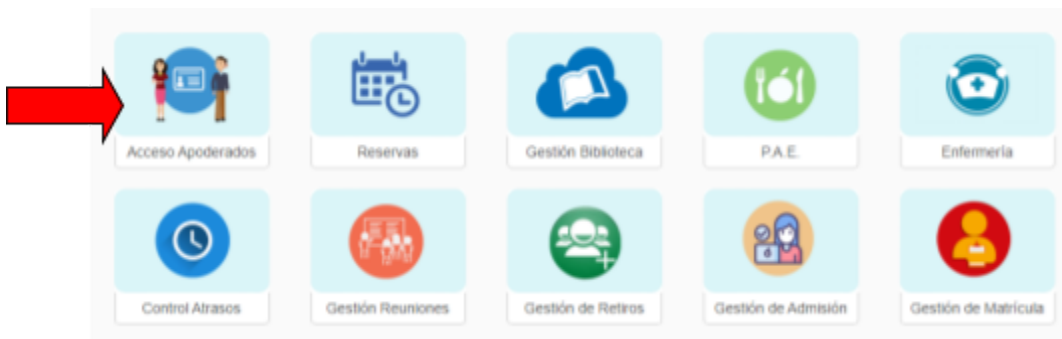 Acceso Apoderados
Reservas
Gestión Biblioteca
P.A.E.
Enfermería
Control Atrasos
Gestión Reuniones
Gestión de Retiros
Gestión de Admisión
Gestión de Matrícula